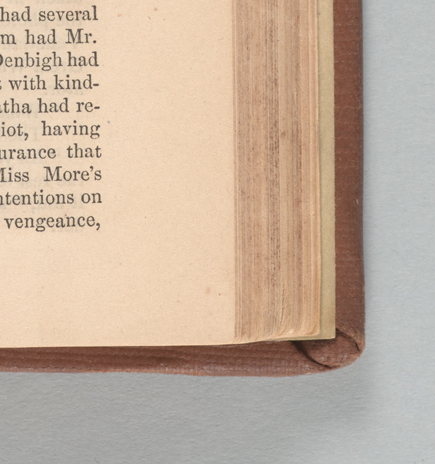 had several
m had Mr.
Denbigh had
with kind-
atha had re-
iot, having
urance that
Miss More's
ntentions on
vengeance,